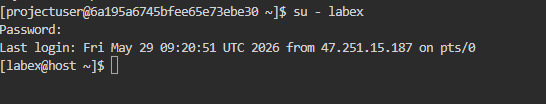 [projectuser@6a195a6745bfee65e73ebe30 ~]$ su - labex
Password:
Last login: Fri May 29 09:20:51 UTC 2026 from 47.251.15.187 on pts/0
[labex@host ~]$